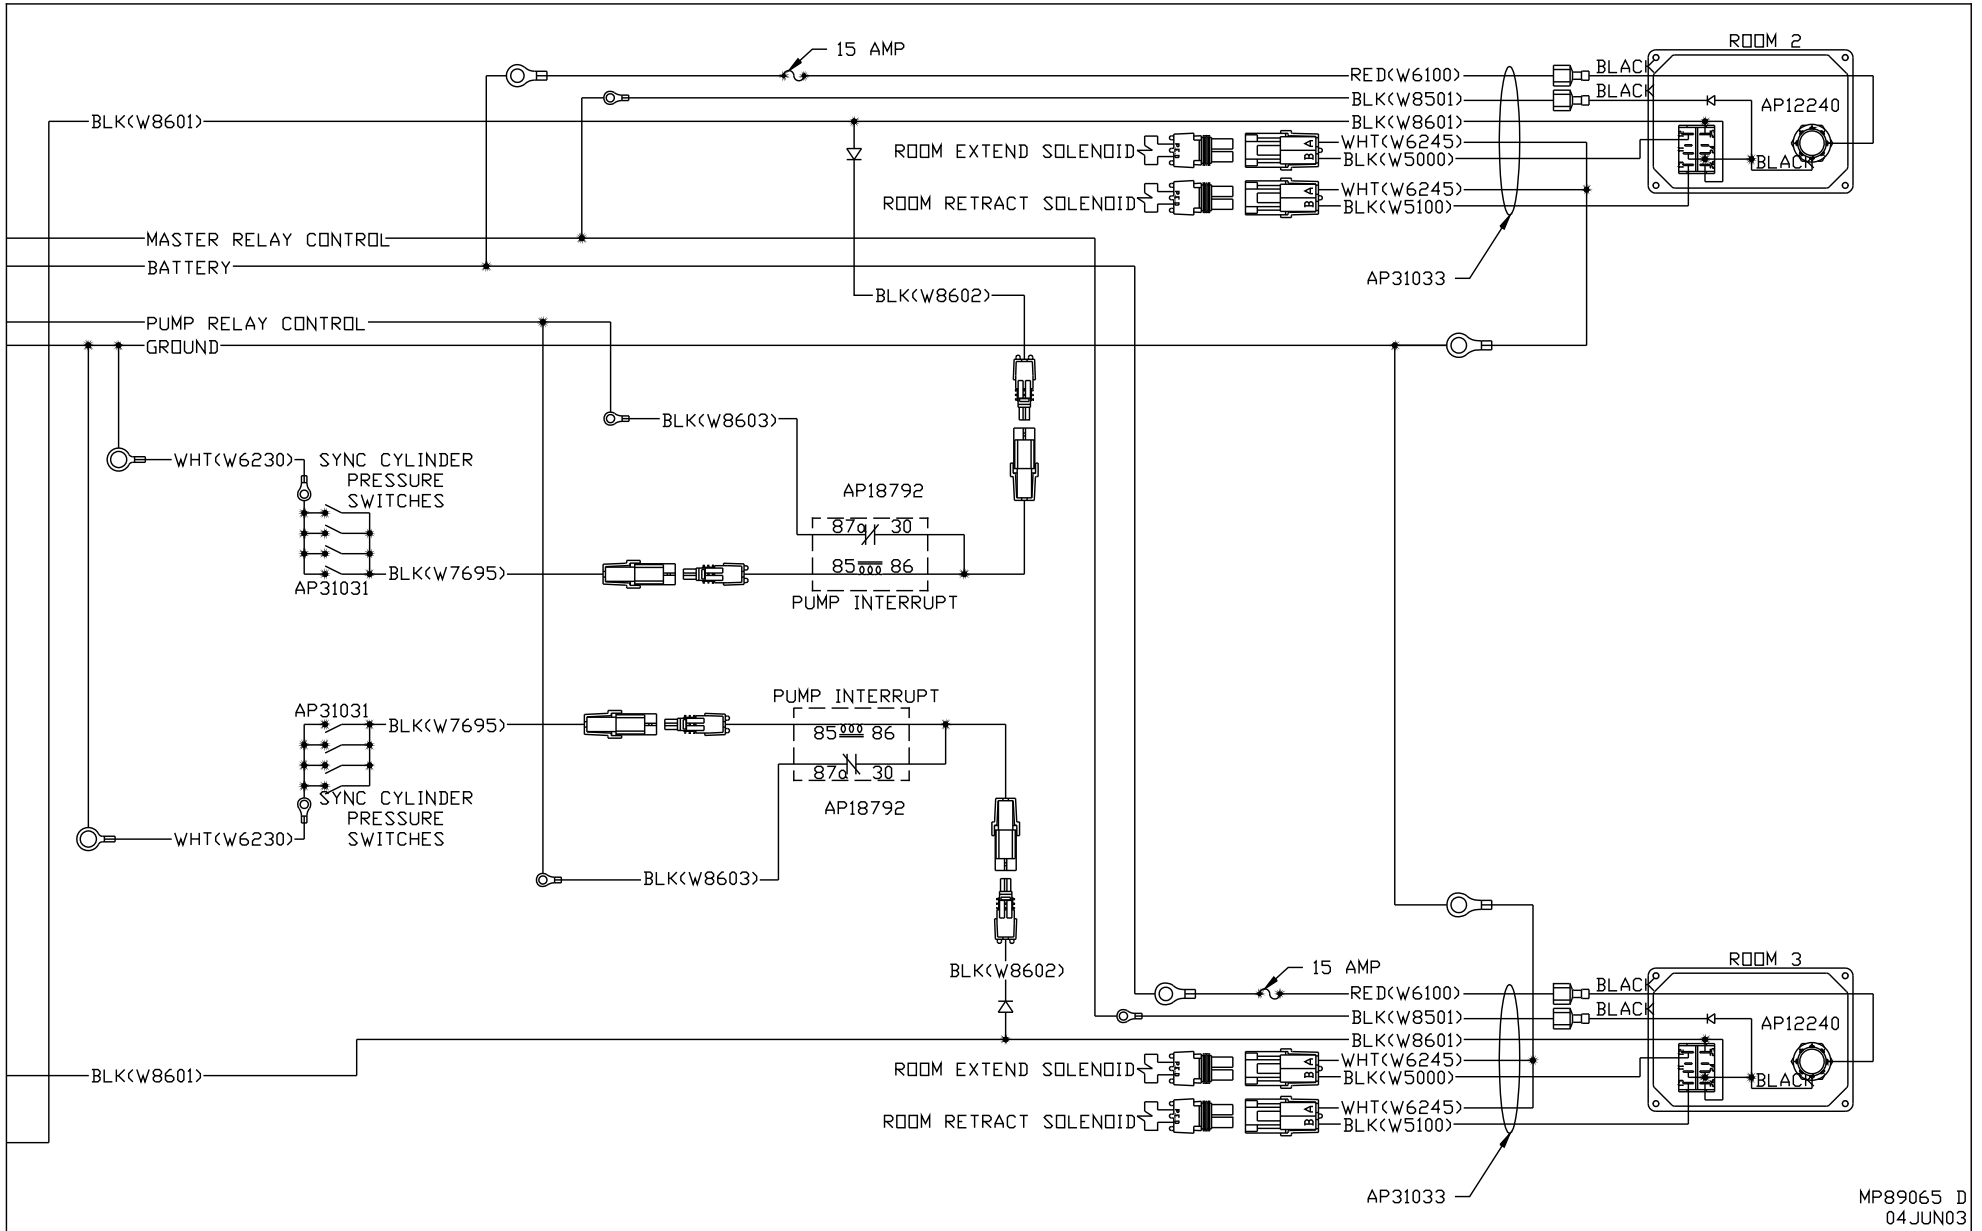 ROOM 2
15 AMP
RED(W6100)
BLACK
BLK(W8501)
BLACK
AP12240
BLK(W8601)
BLK(W8601)
ROOM EXTEND SOLENOID
A
B
WHT(W6245)
BLK(W5000)
BLACK
ROOM RETRACT SOLENOID
A
B
WHT(W6245)
BLK(W5100)
MASTER RELAY CONTROL
BATTERY
AP31033
BLK(W8602)
PUMP RELAY CONTROL
GROUND
BLK(W8603)
WHT(W6230)
SYNC CYLINDER
PRESSURE
SWITCHES
AP18792
87a 30
85 86
BLK(W7695)
AP31031
PUMP INTERRUPT
PUMP INTERRUPT
AP31031
BLK(W7695)
85 86
87a 30
AP18792
SYNC CYLINDER
PRESSURE
SWITCHES
WHT(W6230)
BLK(W8603)
BLK(W8602)
ROOM 3
15 AMP
RED(W6100)
BLACK
BLK(W8501)
BLACK
AP12240
BLK(W8601)
BLK(W8601)
ROOM EXTEND SOLENOID
A
B
WHT(W6245)
BLK(W5000)
BLACK
ROOM RETRACT SOLENOID
A
B
WHT(W6245)
BLK(W5100)
AP31033
MP89065 D
04JUN03